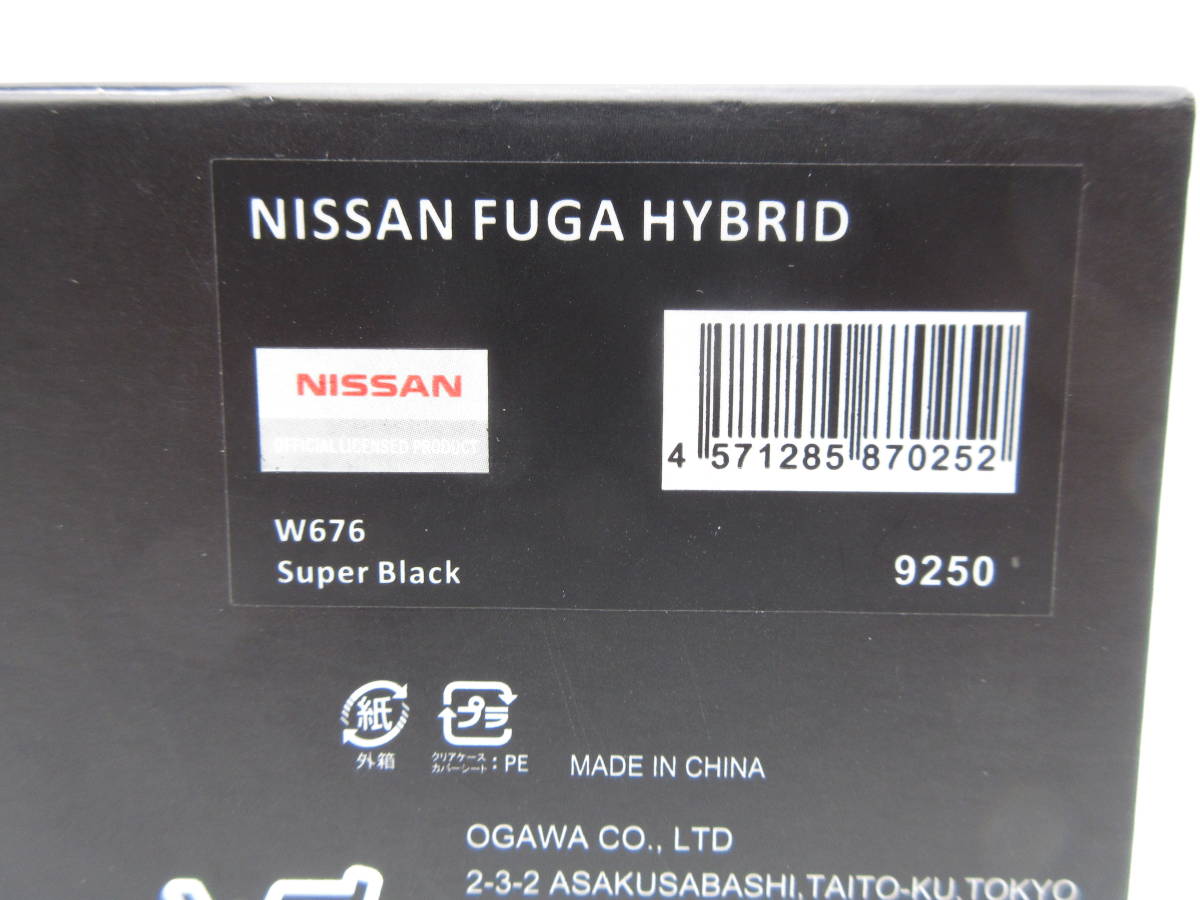 NISSAN FUGA HYBRID
NISSAN
OFFICIAL LICENSED PRODUCT
4 571285 870252
W676
Super Black
9250
紙
外箱
プラ
クリアケース
カバーシート : PE
MADE IN CHINA
OGAWA CO., LTD
2-3-2 ASAKUSABASHI,TAITO-KU,TOKYO